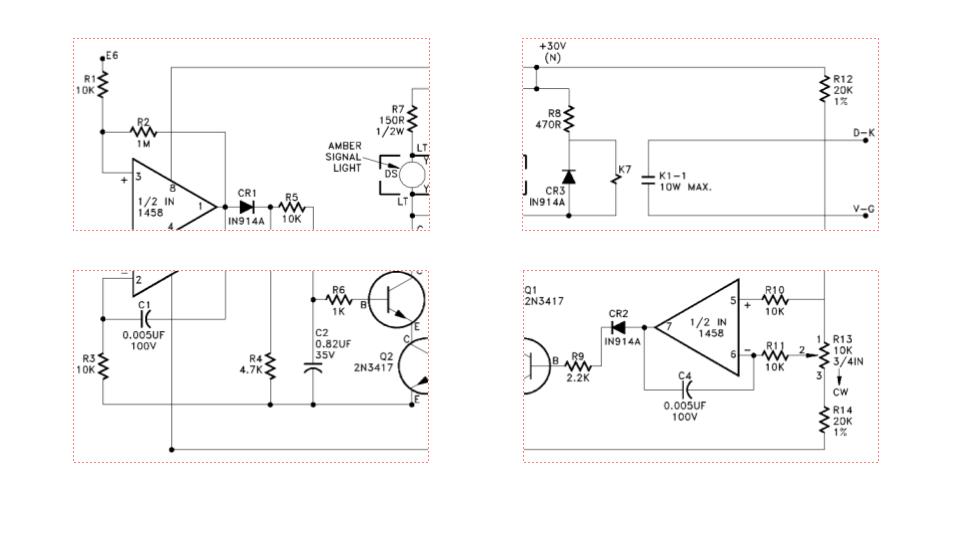 E6
R1
10K
R2
1M
+
3
8
1/2 IN
1458
1
4
CR1
IN914A
R5
10K
R7
150R
1/2W
AMBER
SIGNAL
LIGHT
LT
Y
DS
Y
LT
+30V
(N)
R8
470R
CR3
IN914A
K7
K1-1
10W MAX.
R12
20K
1%
D-K
V-G
–
2
C1
0.005UF
100V
R3
10K
R4
4.7K
R6
1K
C2
0.82UF
35V
B
E
C
Q2
2N3417
E
Q1
2N3417
B
R9
2.2K
CR2
IN914A
7
1/2 IN
1458
5
+
6
–
R10
10K
R11
10K
C4
0.005UF
100V
1
2
3
R13
10K
3/4IN
CW
R14
20K
1%